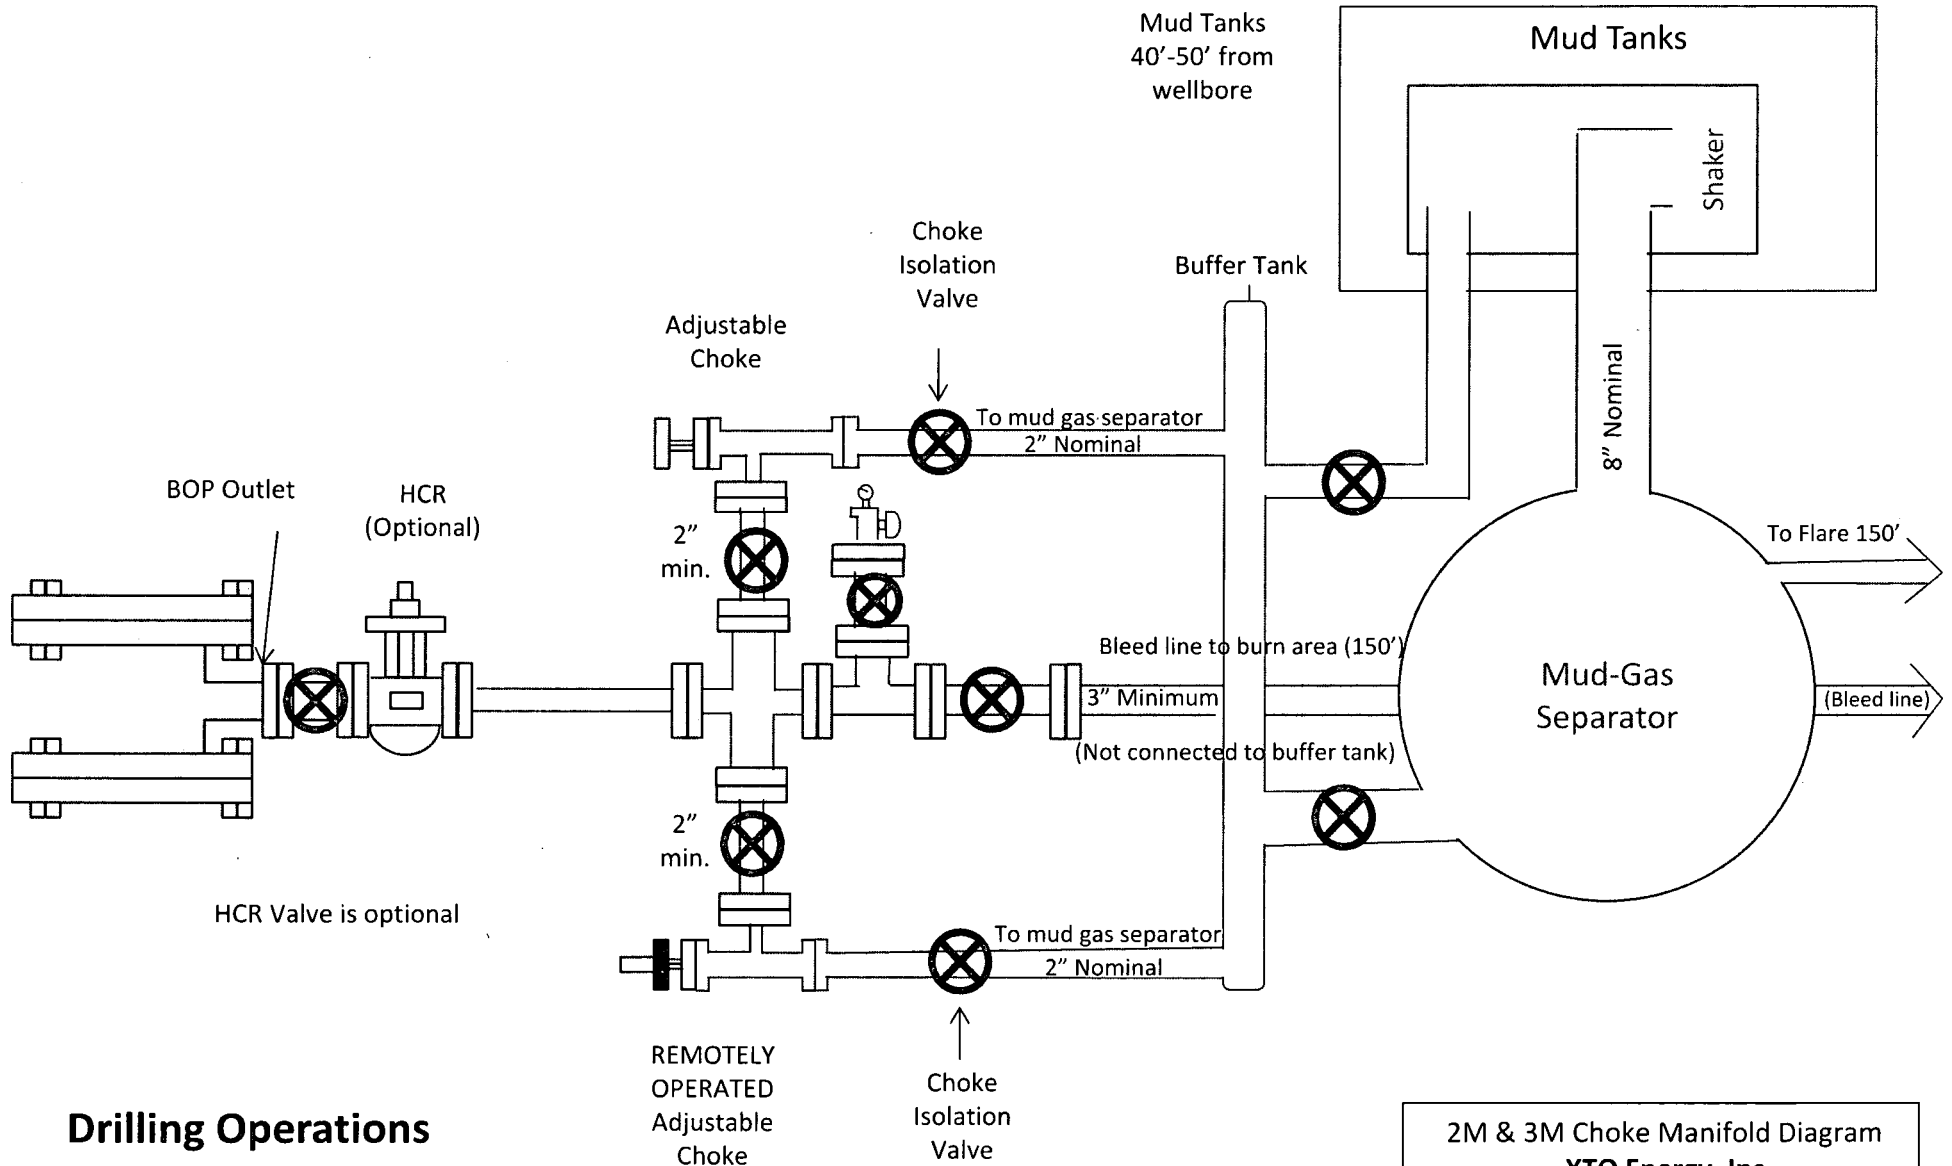 Mud Tanks
40’-50’ from
wellbore
Mud Tanks
Shaker
Choke
Isolation
Valve
Buffer Tank
Adjustable
Choke
8” Nominal
To mud gas separator
2” Nominal
BOP Outlet
HCR
(Optional)
2”
min.
To Flare 150’
Bleed line to burn area (150’)
3” Minimum
(Not connected to buffer tank)
Mud-Gas
Separator
(Bleed line)
2”
min.
HCR Valve is optional
To mud gas separator
2” Nominal
REMOTELY
OPERATED
Adjustable
Choke
Choke
Isolation
Valve
Drilling Operations
2M & 3M Choke Manifold Diagram
XTO Energy, Inc.